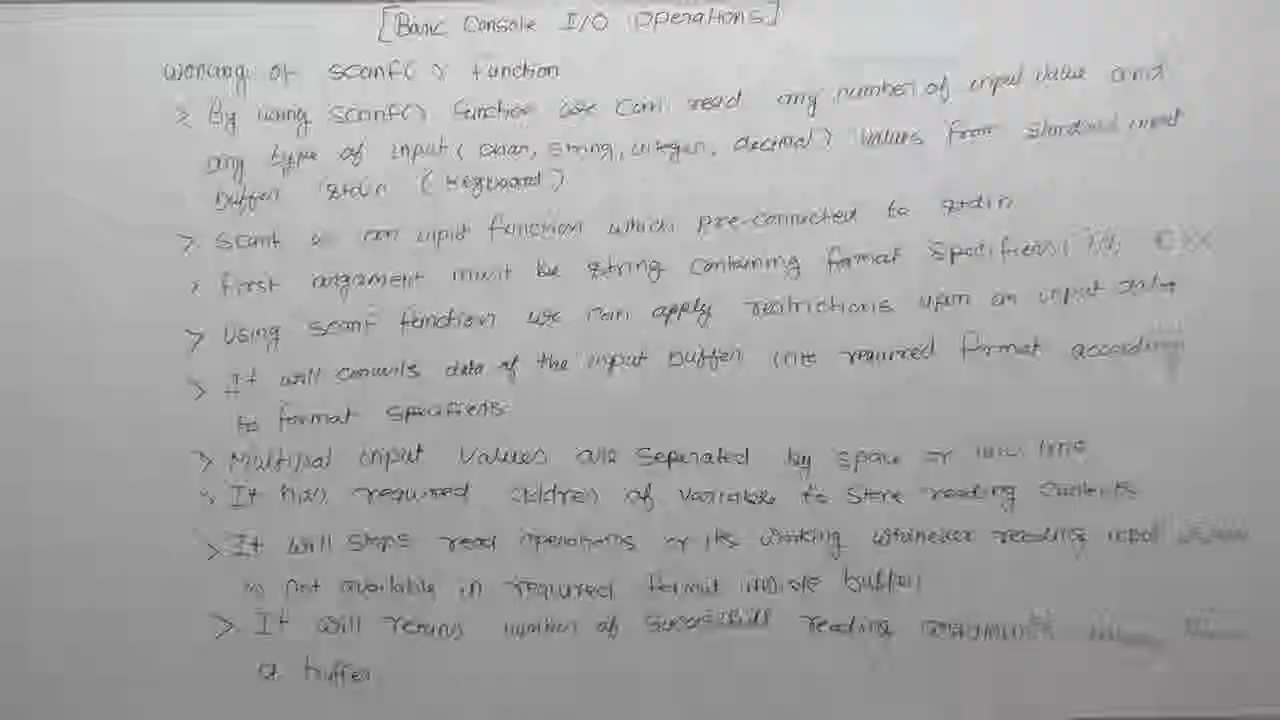 [Basic Console I/O Operations]
working of scanf( ) function
> By using scanf() function we can read any number of input value and
any type of input (char, string, integer, decimal) values from standard input
buffer stdin (keyboard)
> scanf is an input function which pre-connected to stdin
> first argument must be string containing format specifiers(
> Using scanf function we can apply restrictions upon an input data
> It will converts data of the input buffer into required format according
to format specifiers
> Multipal input values are seperated by space or new line
> It has required address of variable to store reading contents
> It will stops read operations or its working whenever reading input
is not available in required format inside buffer
> It will returns number of successfull reading
buffer